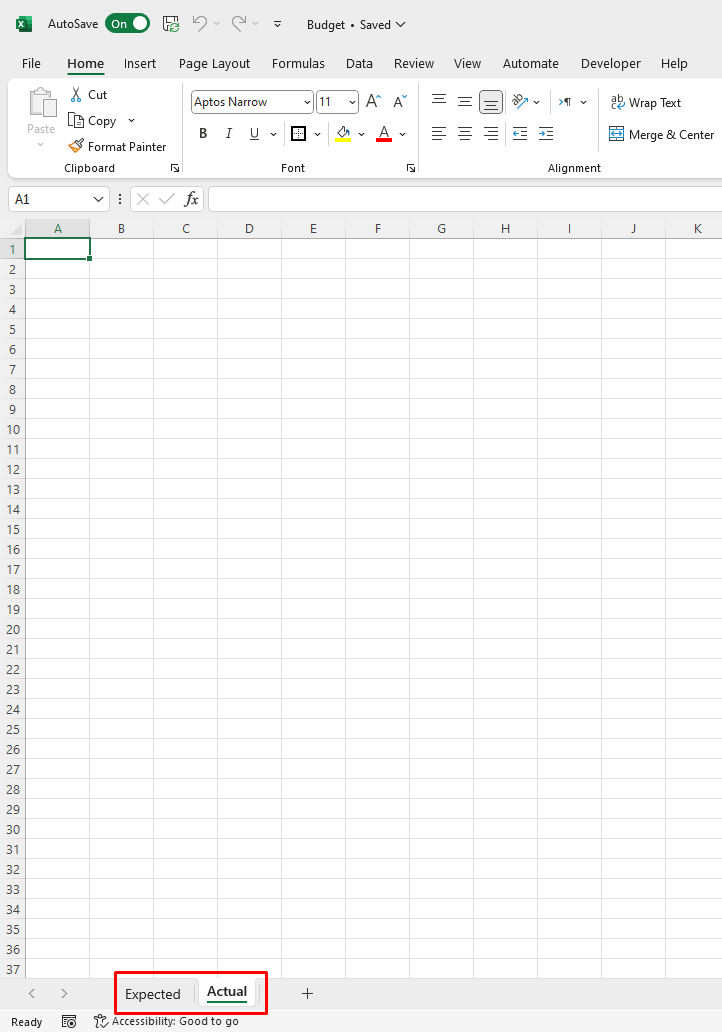 AutoSave On Budget • Saved
File Home Insert Page Layout Formulas Data Review View Automate Developer Help
Paste
Cut
Copy
Format Painter
Clipboard
Aptos Narrow 11 A A
B I U A
Font
ab Wrap Text
Merge & Center
Alignment
A1 fx
A B C D E F G H I J K
1
2
3
4
5
6
7
8
9
10
11
12
13
14
15
16
17
18
19
20
21
22
23
24
25
26
27
28
29
30
31
32
33
34
35
36
37
Expected Actual +
Ready Accessibility: Good to go